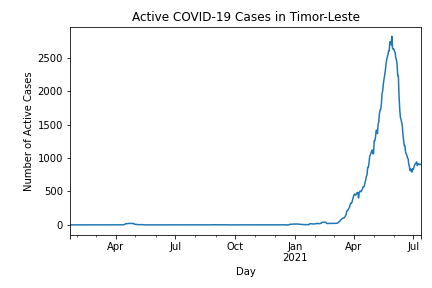 Active COVID-19 Cases in Timor-Leste
Number of Active Cases
2500
2000
1500
1000
500
0
Apr Jul Oct Jan Apr Jul
2021
Day